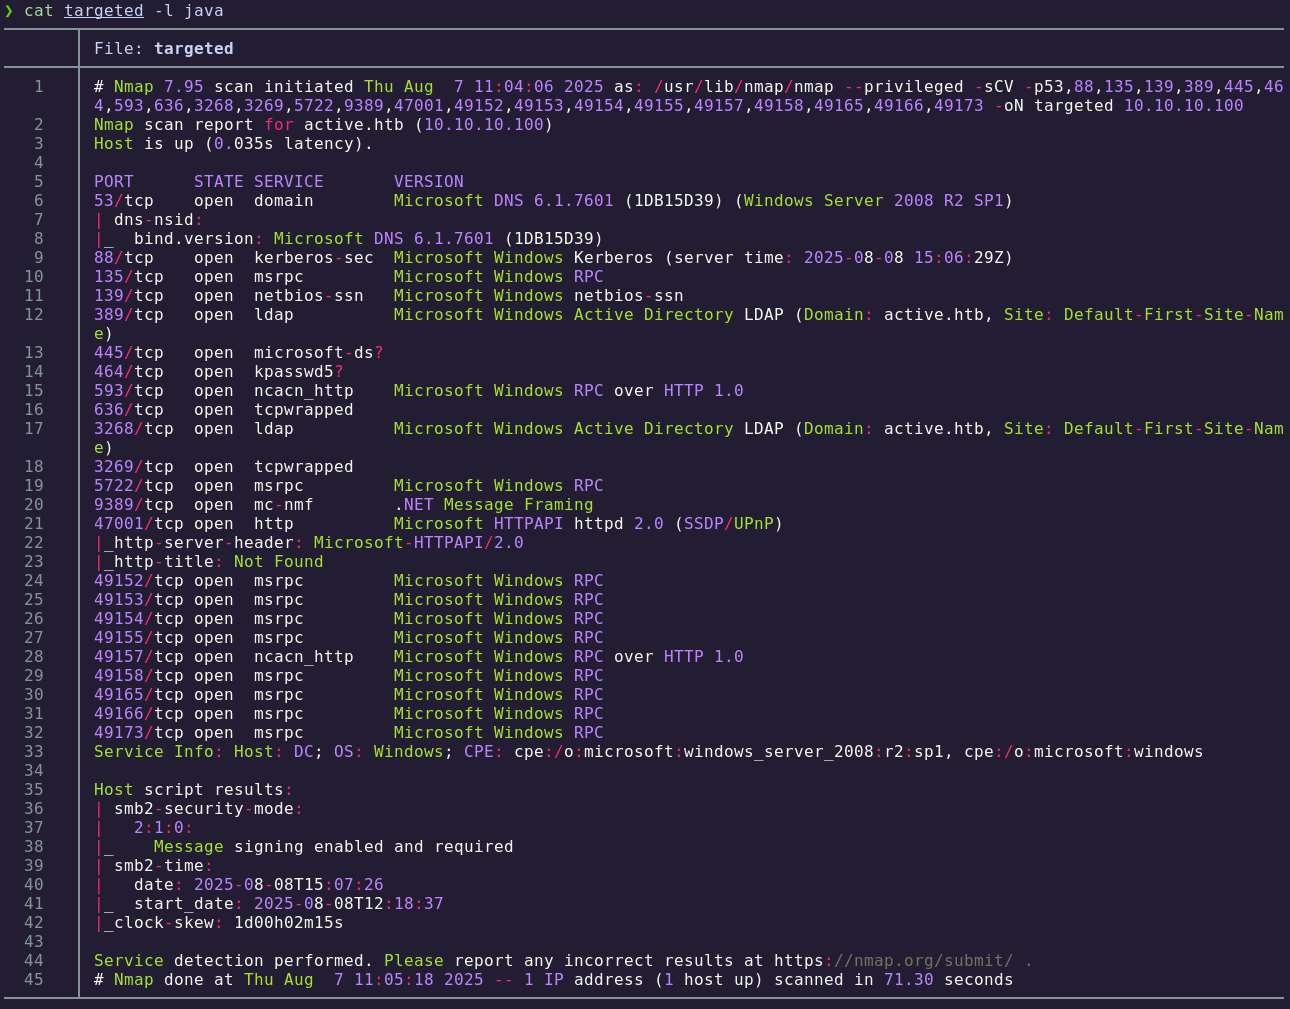 ❯ cat targeted -l java
File: targeted
1 # Nmap 7.95 scan initiated Thu Aug  7 11:04:06 2025 as: /usr/lib/nmap/nmap --privileged -sCV -p53,88,135,139,389,445,46
4,593,636,3268,3269,5722,9389,47001,49152,49153,49154,49155,49157,49158,49165,49166,49173 -oN targeted 10.10.10.100
2 Nmap scan report for active.htb (10.10.10.100)
3 Host is up (0.035s latency).
4
5 PORT      STATE SERVICE       VERSION
6 53/tcp    open  domain        Microsoft DNS 6.1.7601 (1DB15D39) (Windows Server 2008 R2 SP1)
7 | dns-nsid:
8 |_  bind.version: Microsoft DNS 6.1.7601 (1DB15D39)
9 88/tcp    open  kerberos-sec  Microsoft Windows Kerberos (server time: 2025-08-08 15:06:29Z)
10 135/tcp   open  msrpc         Microsoft Windows RPC
11 139/tcp   open  netbios-ssn   Microsoft Windows netbios-ssn
12 389/tcp   open  ldap          Microsoft Windows Active Directory LDAP (Domain: active.htb, Site: Default-First-Site-Nam
e)
13 445/tcp   open  microsoft-ds?
14 464/tcp   open  kpasswd5?
15 593/tcp   open  ncacn_http    Microsoft Windows RPC over HTTP 1.0
16 636/tcp   open  tcpwrapped
17 3268/tcp  open  ldap          Microsoft Windows Active Directory LDAP (Domain: active.htb, Site: Default-First-Site-Nam
e)
18 3269/tcp  open  tcpwrapped
19 5722/tcp  open  msrpc         Microsoft Windows RPC
20 9389/tcp  open  mc-nmf        .NET Message Framing
21 47001/tcp open  http          Microsoft HTTPAPI httpd 2.0 (SSDP/UPnP)
22 |_http-server-header: Microsoft-HTTPAPI/2.0
23 |_http-title: Not Found
24 49152/tcp open  msrpc         Microsoft Windows RPC
25 49153/tcp open  msrpc         Microsoft Windows RPC
26 49154/tcp open  msrpc         Microsoft Windows RPC
27 49155/tcp open  msrpc         Microsoft Windows RPC
28 49157/tcp open  ncacn_http    Microsoft Windows RPC over HTTP 1.0
29 49158/tcp open  msrpc         Microsoft Windows RPC
30 49165/tcp open  msrpc         Microsoft Windows RPC
31 49166/tcp open  msrpc         Microsoft Windows RPC
32 49173/tcp open  msrpc         Microsoft Windows RPC
33 Service Info: Host: DC; OS: Windows; CPE: cpe:/o:microsoft:windows_server_2008:r2:sp1, cpe:/o:microsoft:windows
34
35 Host script results:
36 | smb2-security-mode:
37 |   2:1:0:
38 |_    Message signing enabled and required
39 | smb2-time:
40 |   date: 2025-08-08T15:07:26
41 |_  start_date: 2025-08-08T12:18:37
42 |_clock-skew: 1d00h02m15s
43
44 Service detection performed. Please report any incorrect results at https://nmap.org/submit/ .
45 # Nmap done at Thu Aug  7 11:05:18 2025 -- 1 IP address (1 host up) scanned in 71.30 seconds